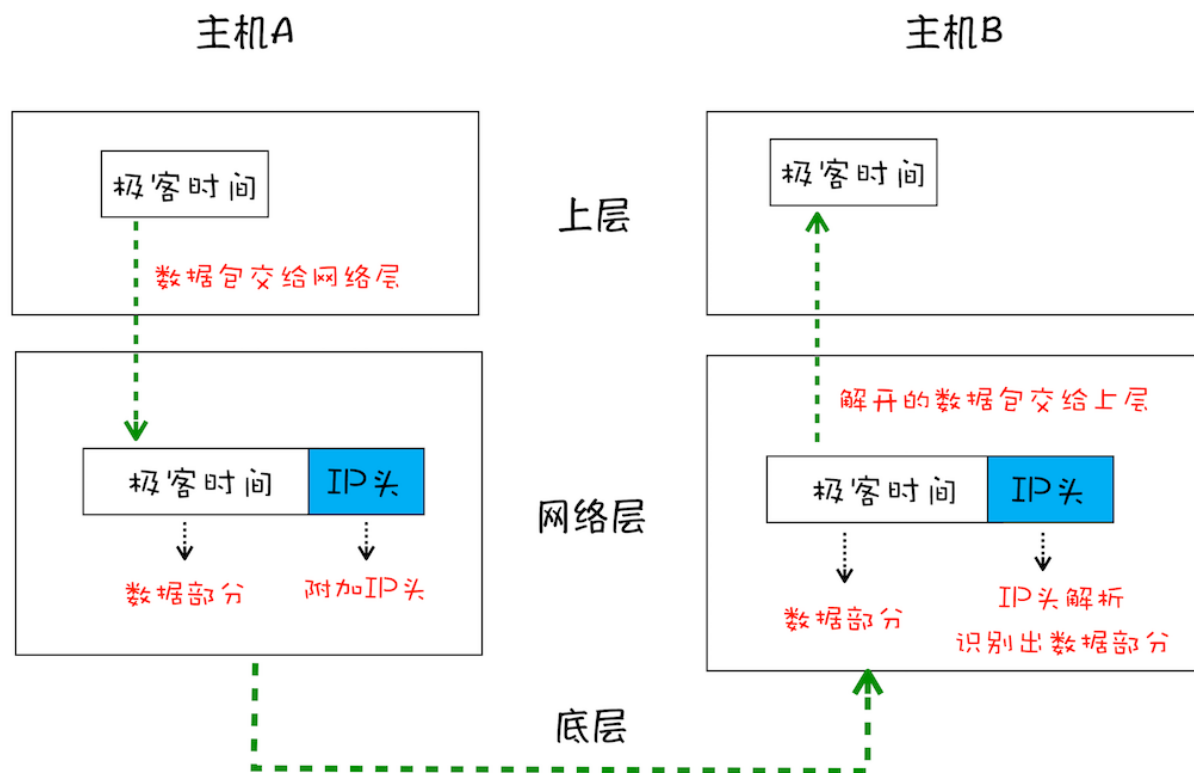 主机A
主机B
极客时间
极客时间
上层
数据包交给网络层
解开的数据包交给上层
极客时间
IP头
网络层
极客时间
IP头
数据部分
附加IP头
数据部分
IP头解析
识别出数据部分
底层